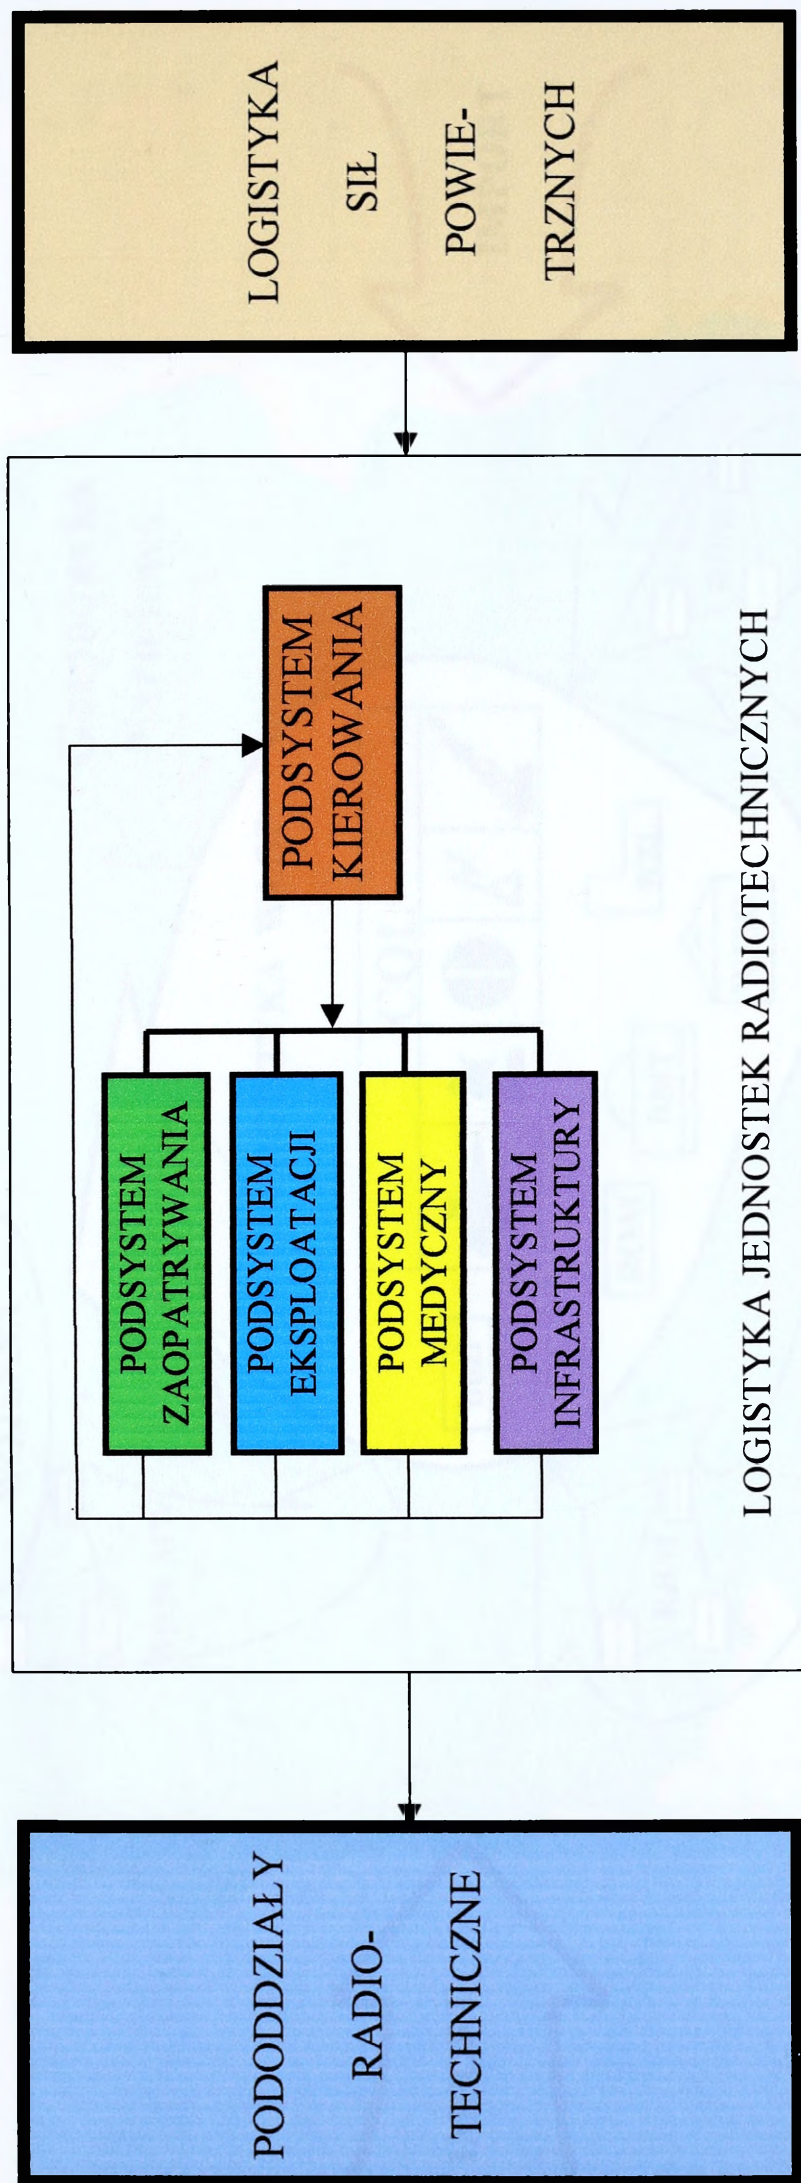 PODODDZIAŁY
RADIO-
TECHNICZNE
PODSYSTEM
ZAOPATRYWANIA
PODSYSTEM
EKSPLOATACJI
PODSYSTEM
MEDYCZNY
PODSYSTEM
INFRASTRUKTURY
PODSYSTEM
KIEROWANIA
LOGISTYKA JEDNOSTEK RADIOTECHNICZNYCH
LOGISTYKA
SIŁ
POWIE-
TRZNYCH